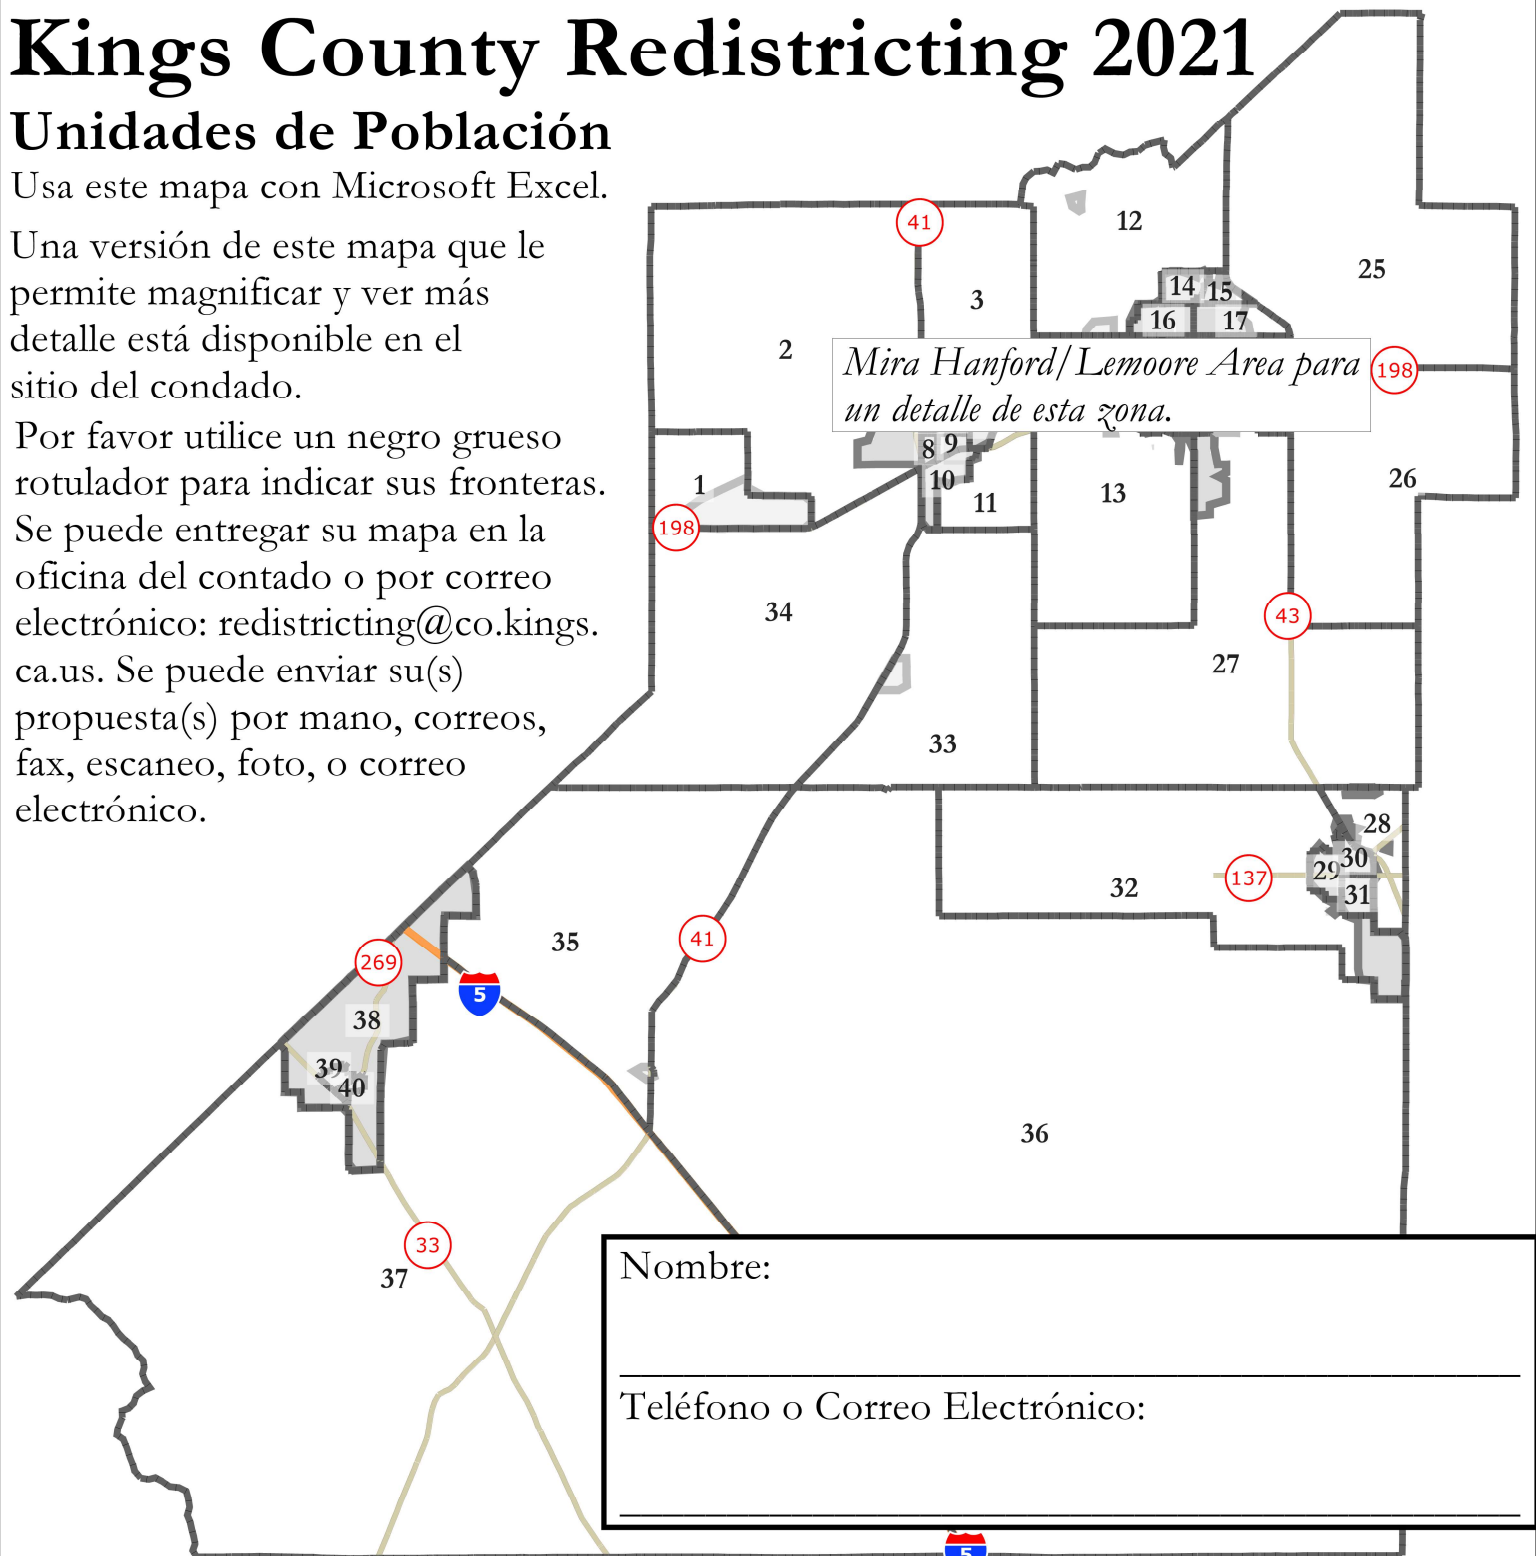 Kings County Redistricting 2021
Unidades de Población
Usa este mapa con Microsoft Excel.
Una versión de este mapa que le
permite magnificar y ver más
detalle está disponible en el
sitio del condado.
Por favor utilice un negro grueso
rotulador para indicar sus fronteras.
Se puede entregar su mapa en la
oficina del contado o por correo
electrónico: redistricting@co.kings.
ca.us. Se puede enviar su(s)
propuesta(s) por mano, correos,
fax, escaneo, foto, o correo
electrónico.
41
12
25
3
14
15
16
17
2
Mira Hanford/Lemoore Area para
un detalle de esta zona.
198
8
9
10
11
1
198
13
26
34
43
27
33
28
30
29
31
32
137
35
41
269
5
38
39
40
36
33
37
Nombre:
Teléfono o Correo Electrónico:
5